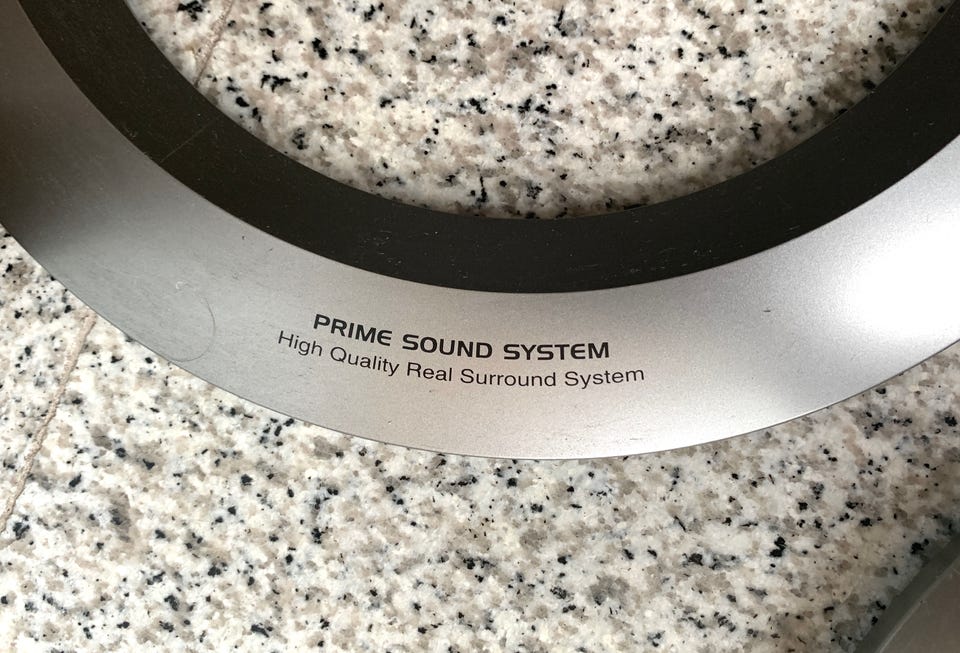 PRIME SOUND SYSTEM
High Quality Real Surround System